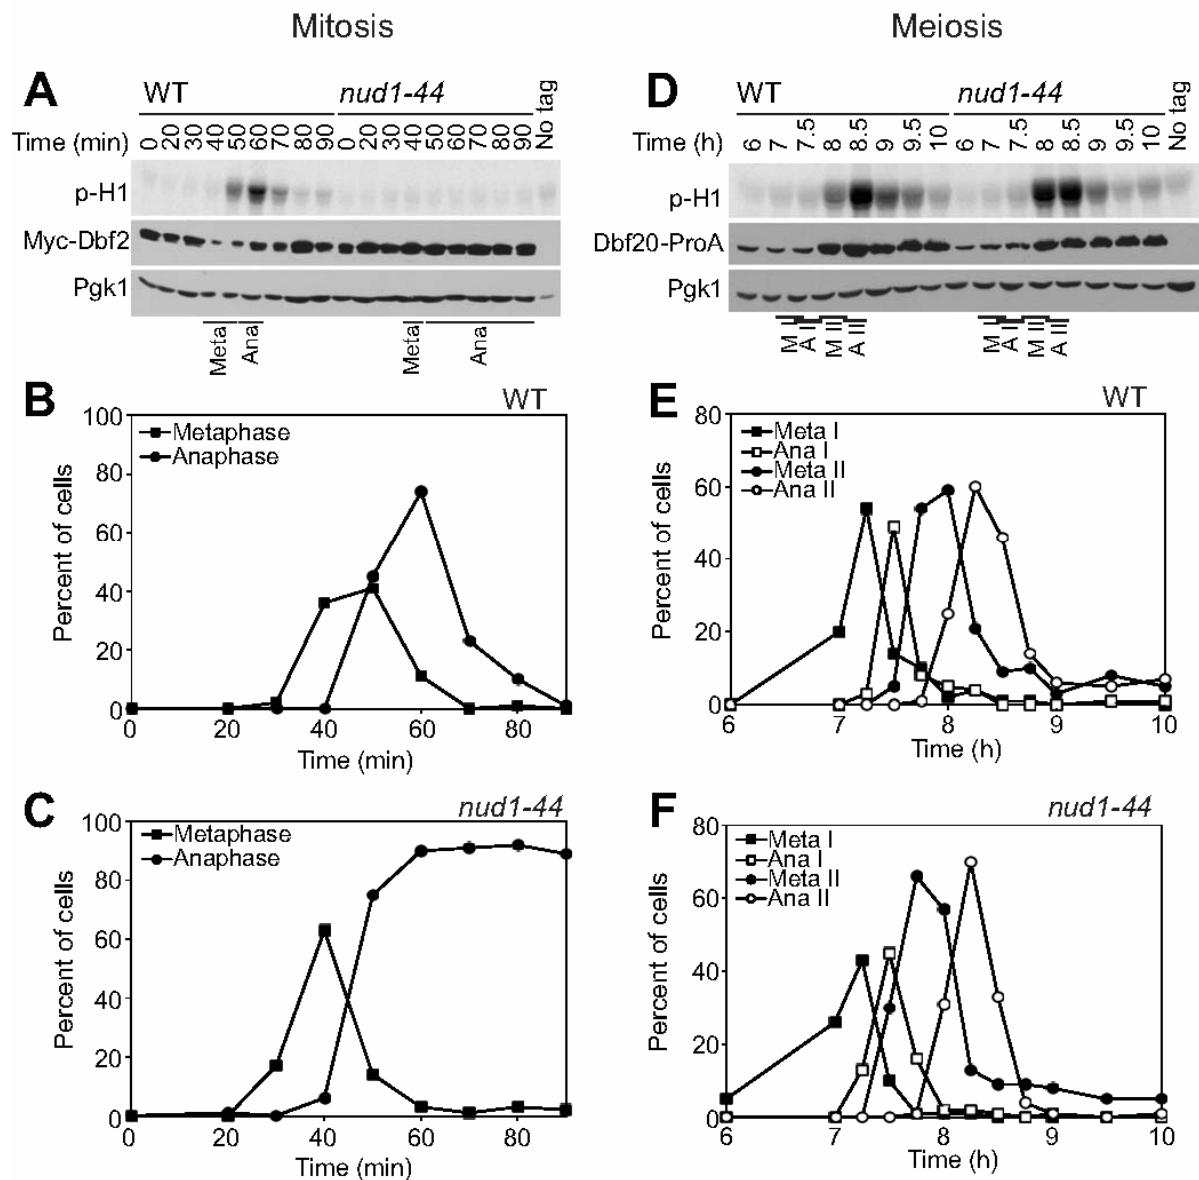 Mitosis
Meiosis
A
WT
nud1-44
No tag
Time (min) 0 20 30 40 50 60 70 80 90 0 20 30 40 50 60 70 80 90
p-H1
Myc-Dbf2
Pgk1
Meta
Ana
Meta
Ana
D
WT
nud1-44
No tag
Time (h) 6 7 7.5 8 8.5 9 9.5 10 6 7 7.5 8 8.5 9 9.5 10
p-H1
Dbf20-ProA
Pgk1
M I
A I
M II
A II
M I
A I
M II
A II
B
WT
Metaphase
Anaphase
Percent of cells
100
80
60
40
20
0
0 20 40 60 80
Time (min)
E
WT
Meta I
Ana I
Meta II
Ana II
Percent of cells
80
60
40
20
0
6 7 8 9 10
Time (h)
C
nud1-44
Metaphase
Anaphase
Percent of cells
100
80
60
40
20
0
0 20 40 60 80
Time (min)
F
nud1-44
Meta I
Ana I
Meta II
Ana II
Percent of cells
80
60
40
20
0
6 7 8 9 10
Time (h)